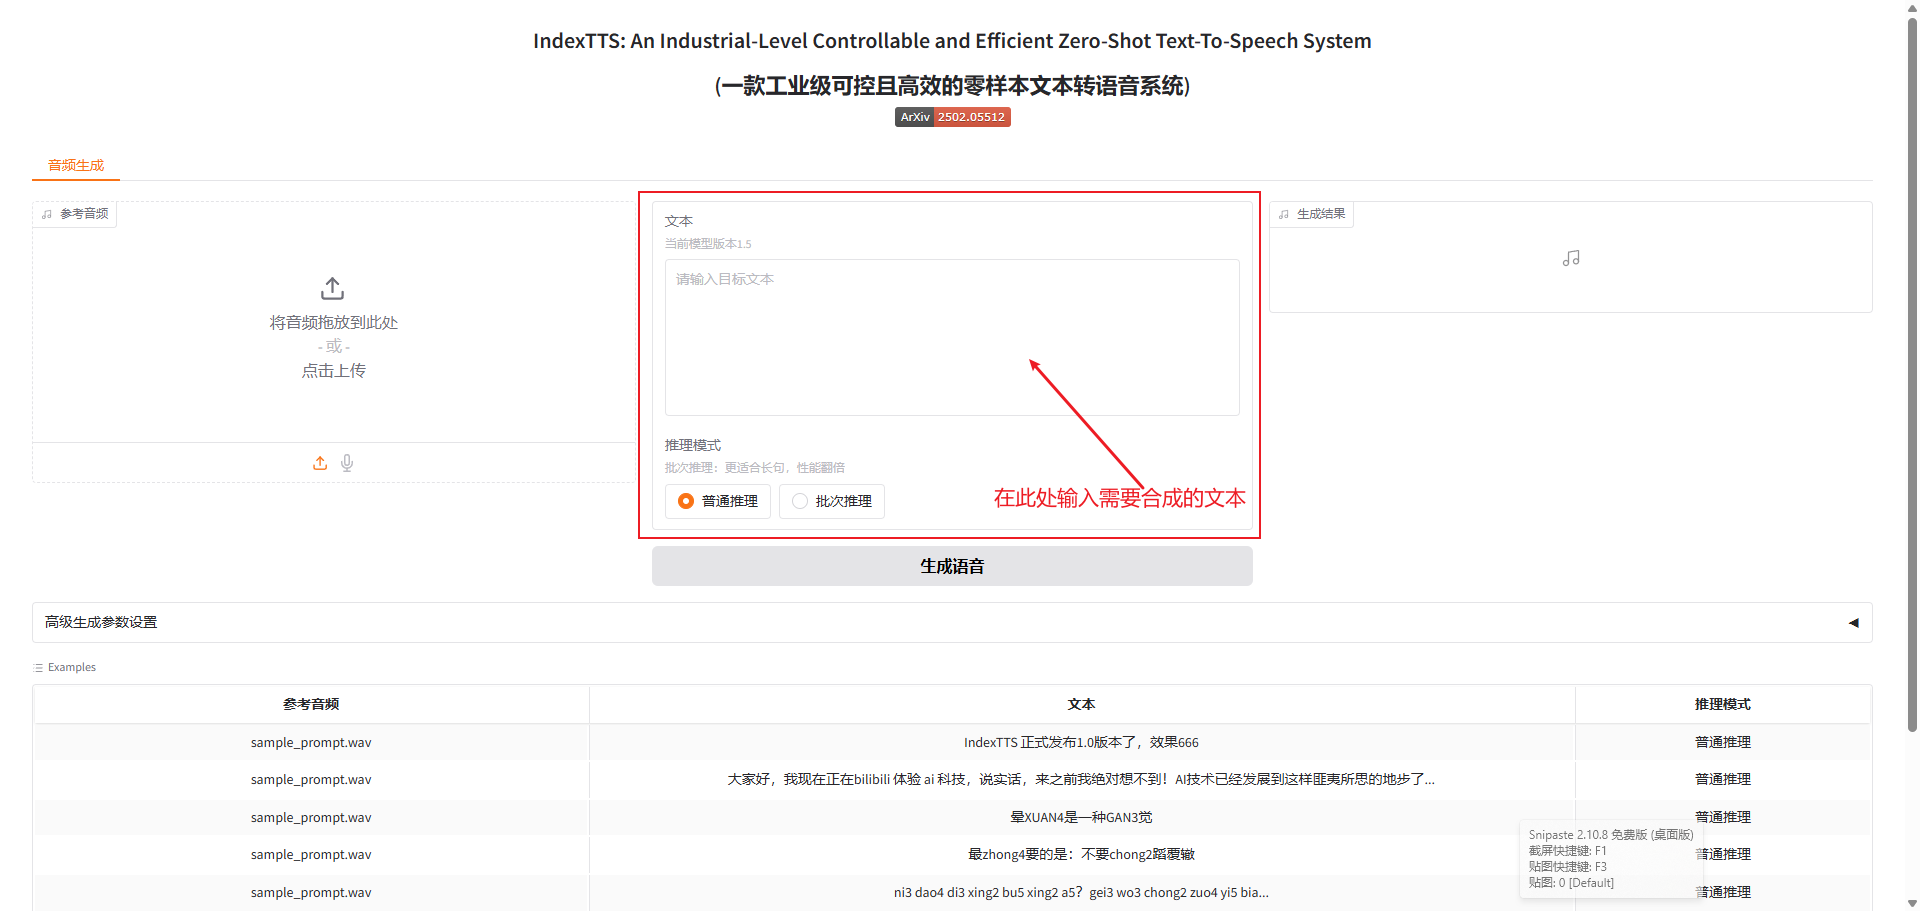 IndexTTS: An Industrial-Level Controllable and Efficient Zero-Shot Text-To-Speech System
(一款工业级可控且高效的零样本文本转语音系统)
ArXiv 2502.05512
音频生成
参考音频
将音频拖放到此处
- 或 -
点击上传
文本
当前模型版本1.5
请输入目标文本
推理模式
批次推理：更适合长句，性能翻倍
普通推理
批次推理
在此处输入需要合成的文本
生成语音
生成结果
高级生成参数设置
Examples
参考音频 文本 推理模式
sample_prompt.wav IndexTTS 正式发布1.0版本了，效果666 普通推理
sample_prompt.wav 大家好，我现在正在bilibili 体验 ai 科技，说实话，来之前我绝对想不到！AI技术已经发展到这样匪夷所思的地步了... 普通推理
sample_prompt.wav 晕XUAN4是一种GAN3觉 普通推理
sample_prompt.wav 最zhong4要的是：不要chong2蹈覆辙 普通推理
sample_prompt.wav ni3 dao4 di3 xing2 bu5 xing2 a5？gei3 wo3 chong2 zuo4 yi5 bia... 普通推理
Snipaste 2.10.8 免费版 (桌面版)
截屏快捷键: F1
贴图快捷键: F3
贴图: 0 [Default]